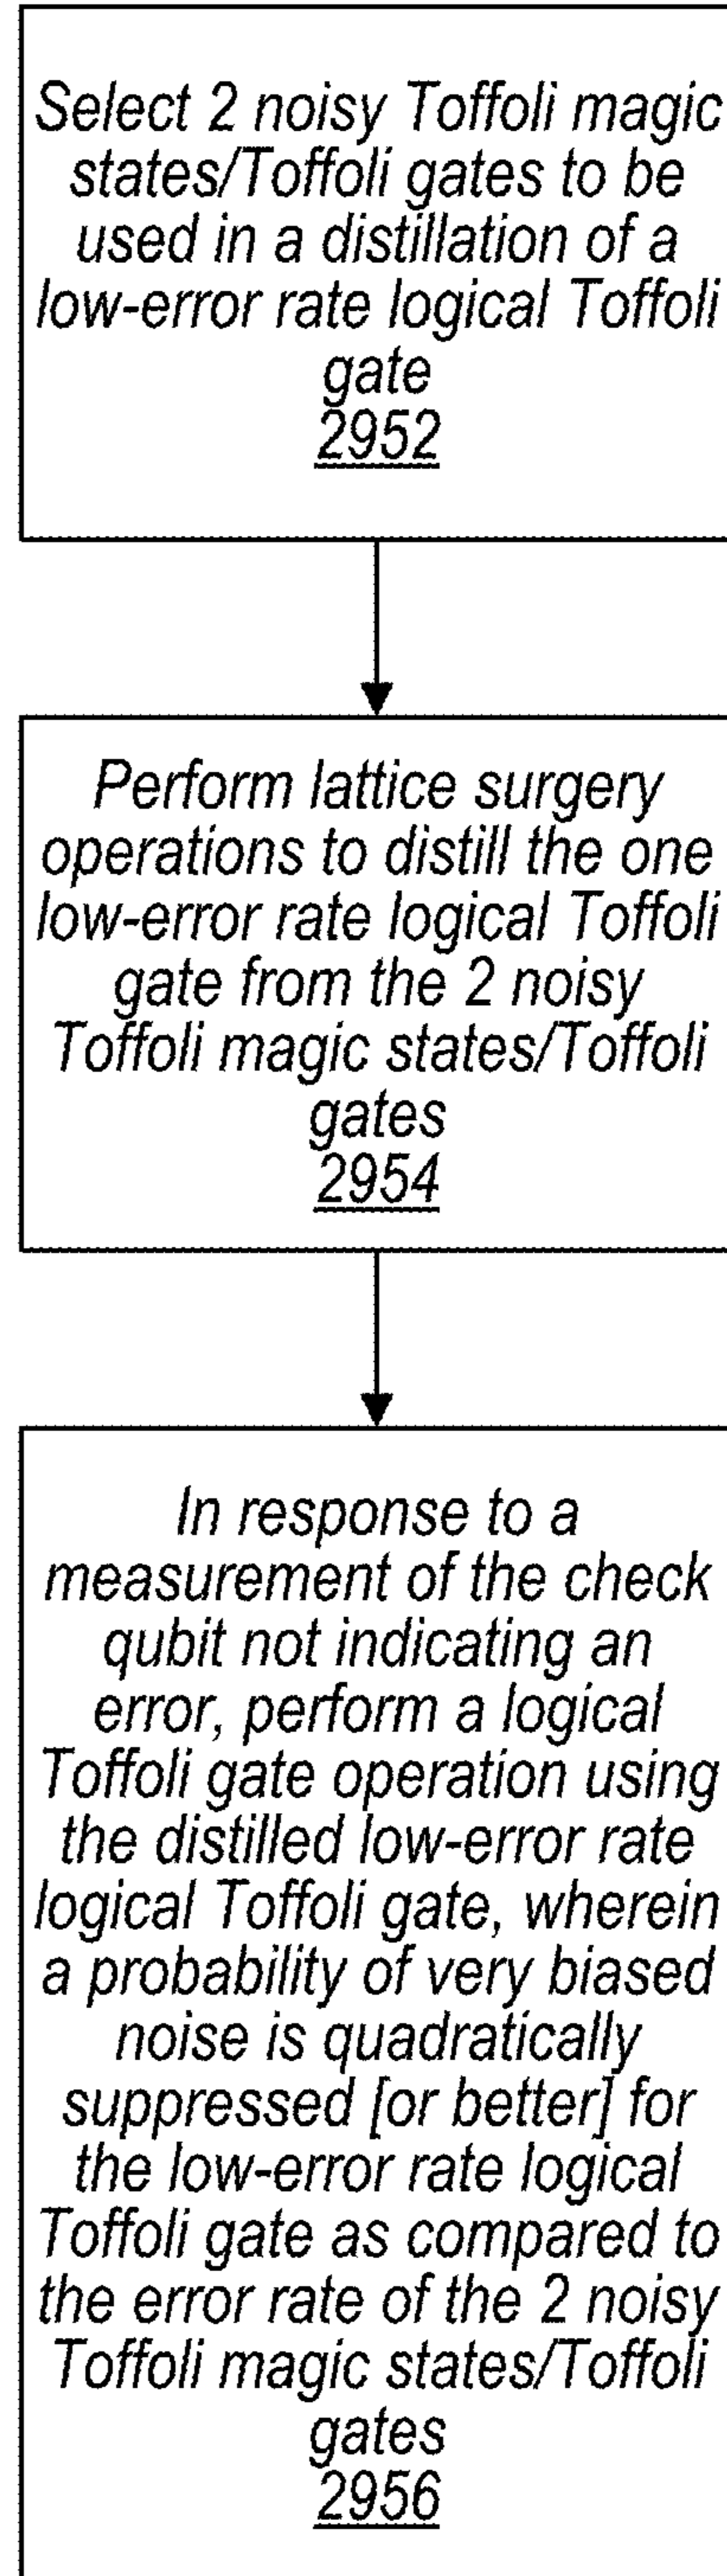 Select 2 noisy Toffoli magic
states/Toffoli gates to be
used in a distillation of a
low-error rate logical Toffoli
gate
2952
Perform lattice surgery
operations to distill the one
low-error rate logical Toffoli
gate from the 2 noisy
Toffoli magic states/Toffoli
gates
2954
In response to a
measurement of the check
qubit not indicating an
error, perform a logical
Toffoli gate operation using
the distilled low-error rate
logical Toffoli gate, wherein
a probability of very biased
noise is quadratically
suppressed [or better] for
the low-error rate logical
Toffoli gate as compared to
the error rate of the 2 noisy
Toffoli magic states/Toffoli
gates
2956